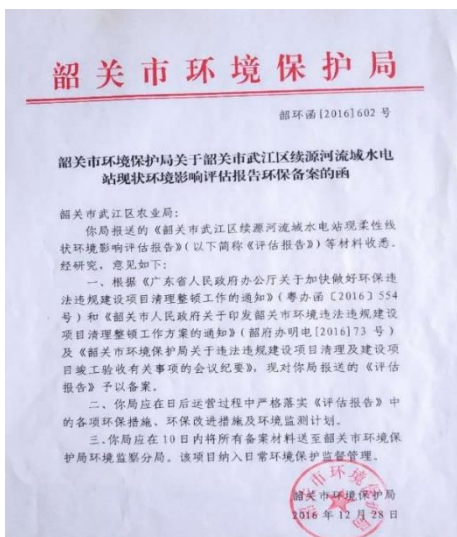 韶关市环境保护局
韶环函[2016]602 号
韶关市环境保护局关于韶关市武江区续源河流域水电
站现状环境影响评估报告环保备案的函
韶关市武江区农业局:
你局报送的《韶关市武江区续源河流域水电站现柔性线
状环境影响评估报告》(以下简称《评估报告》)等材料收悉。
经研究,意见如下:
一、根据《广东省人民政府办公厅关于加快做好环保违
法违规建设项目清理整顿工作的通知》(粤办函〔2016〕554
号)和《韶关市人民政府关于印发韶关市环境违法违规建设
项目清理整顿工作方案的通知》(韶府办明电[2016]73 号)
及《韶关市环境保护局关于违法违规建设项目清理及建设项
目竣工验收有关事项的会议纪要》,现对你局报送的《评估
报告》予以备案。
二、你局应在日后运营过程中严格落实《评估报告》中
的各项环保措施、环保改进措施及环境监测计划。
三、你局应在 10 日内将所有备案材料送至韶关市环境保
护局环境监察分局。该项目纳入日常环境保护监督管理。
韶关市环境保护局
2016 年 12 月 28 日